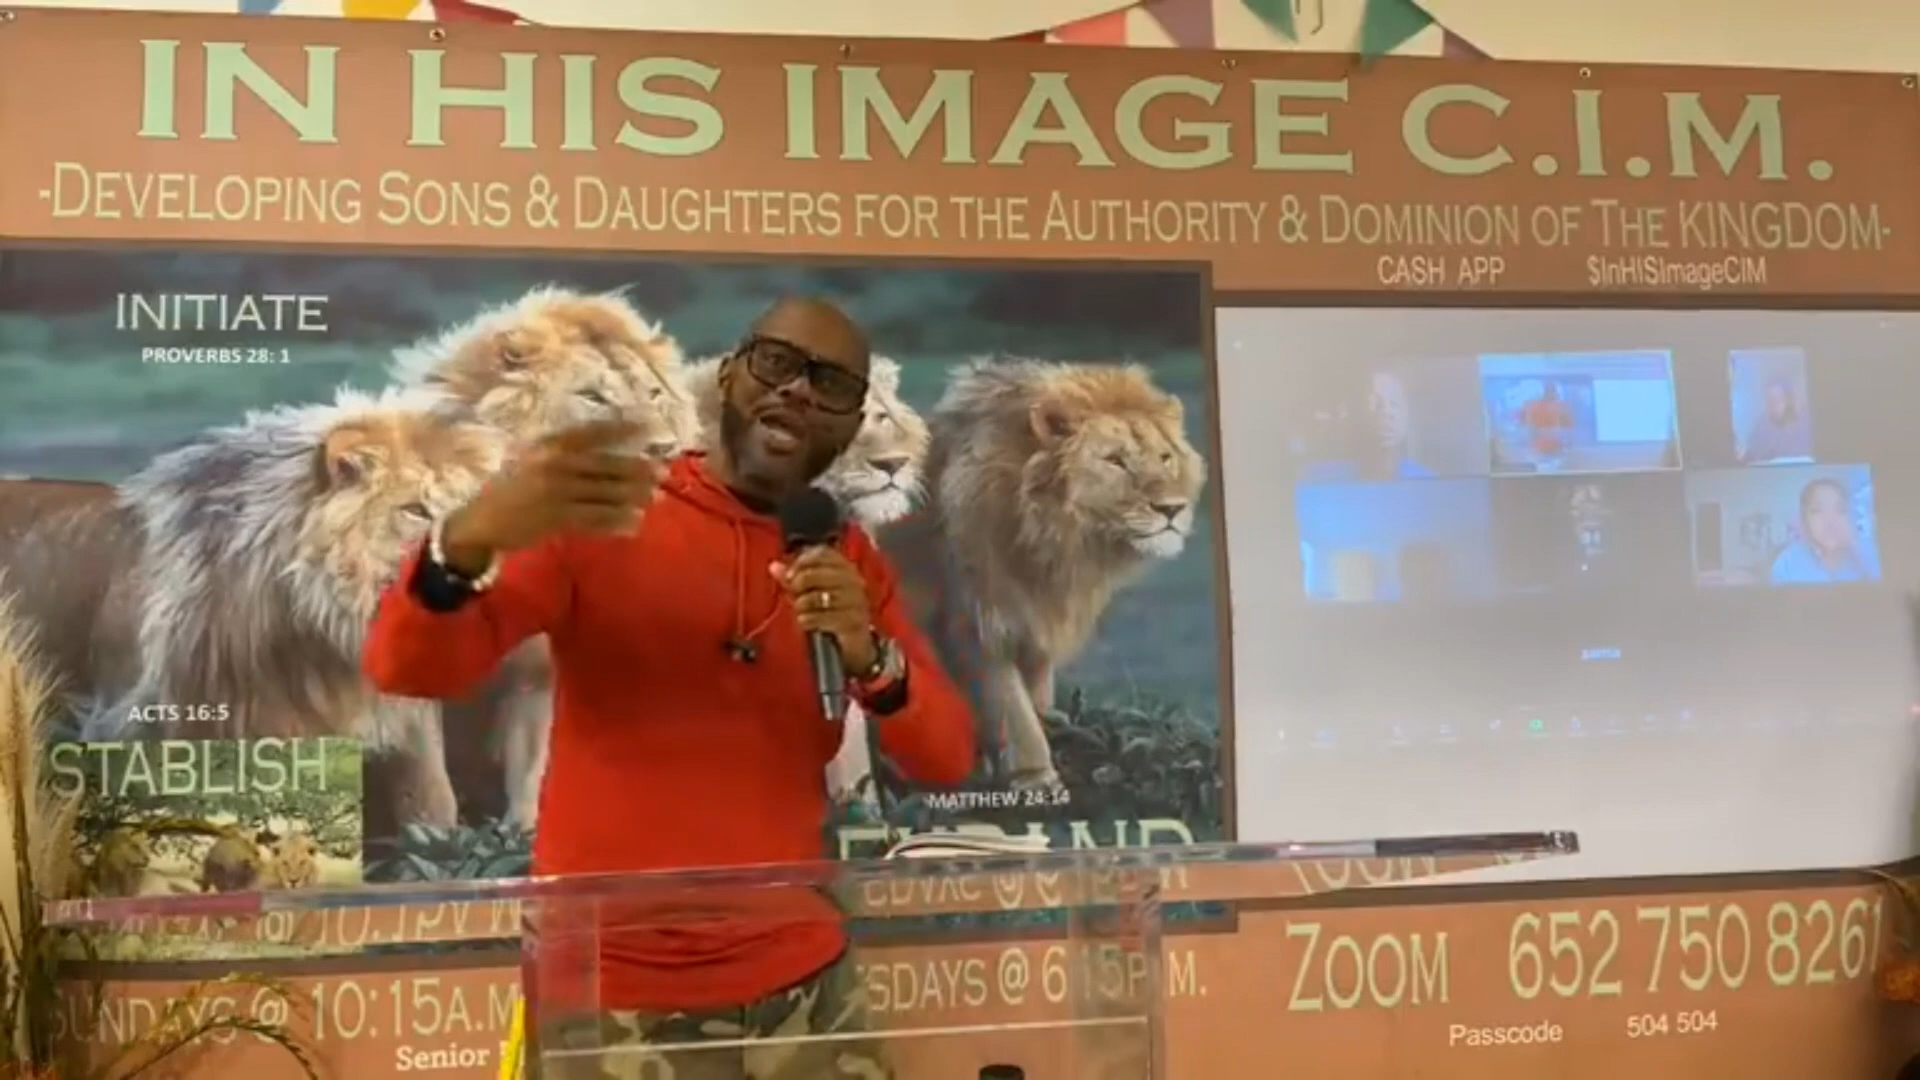 IN HIS IMAGE C.I.M.
-DEVELOPING SONS & DAUGHTERS FOR THE AUTHORITY & DOMINION OF THE KINGDOM-
CASH APP $InHISImageCIM
INITIATE
PROVERBS 28: 1
ACTS 16:5
STABLISH
MATTHEW 24:14
SUNDAYS @ 10:15A.M
SDAYS @ 6 15P.M.
Senior
ZOOM 652 750 8261
Passcode 504 504